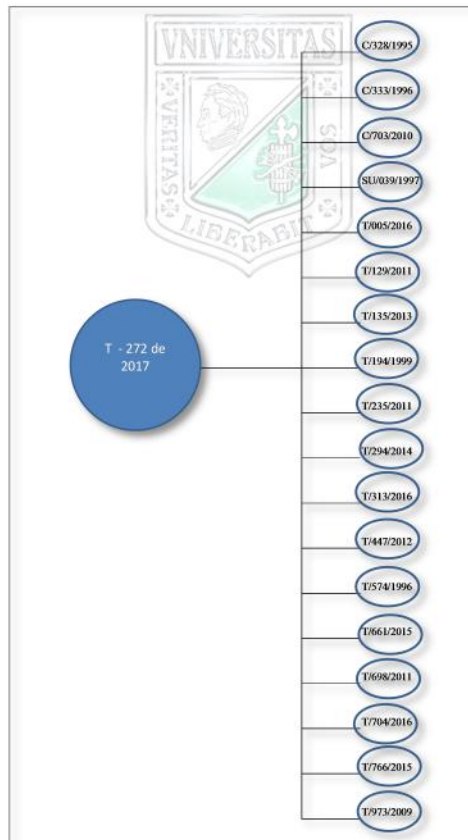 VNIVERSITAS
VERITAS
SOA
LIBERABIT
T - 272 de
2017
C/328/1995
C/333/1996
C/703/2010
SU/039/1997
T/005/2016
T/129/2011
T/135/2013
T/194/1999
T/235/2011
T/294/2014
T/313/2016
T/447/2012
T/574/1996
T/661/2015
T/698/2011
T/704/2016
T/766/2015
T/973/2009